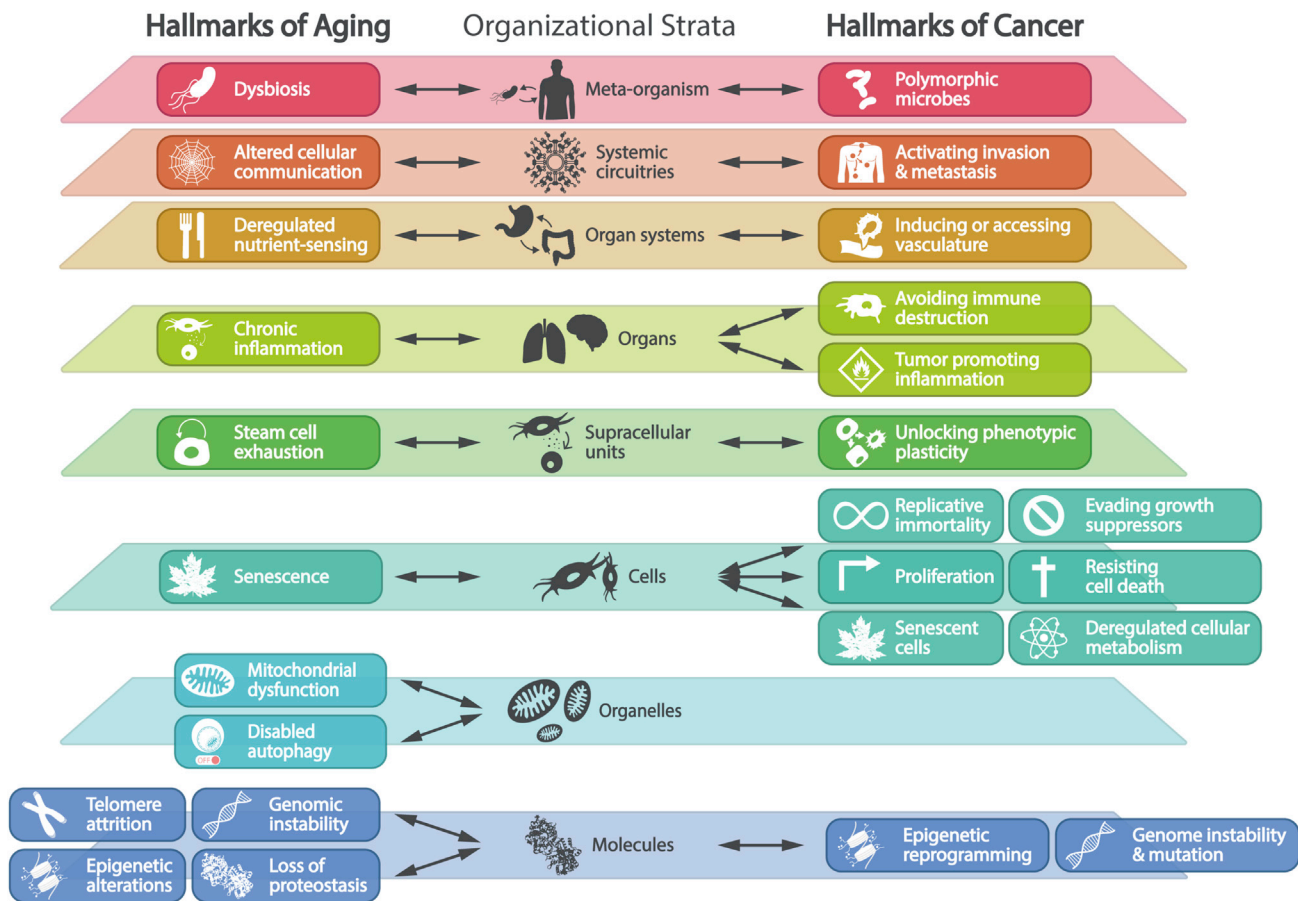 Hallmarks of Aging
Organizational Strata
Hallmarks of Cancer
Dysbiosis
Meta-organism
Polymorphic
microbes
Altered cellular
communication
Systemic
circuitries
Activating invasion
& metastasis
Deregulated
nutrient-sensing
Organ systems
Inducing or accessing
vasculature
Chronic
inflammation
Organs
Avoiding immune
destruction
Tumor promoting
inflammation
Steam cell
exhaustion
Supracellular
units
Unlocking phenotypic
plasticity
Senescence
Cells
Replicative
immortality
Evading growth
suppressors
Proliferation
Resisting
cell death
Senescent
cells
Deregulated cellular
metabolism
Mitochondrial
dysfunction
Disabled
autophagy
OFF
Organelles
Telomere
attrition
Genomic
instability
Epigenetic
alterations
Loss of
proteostasis
Molecules
Epigenetic
reprogramming
Genome instability
& mutation